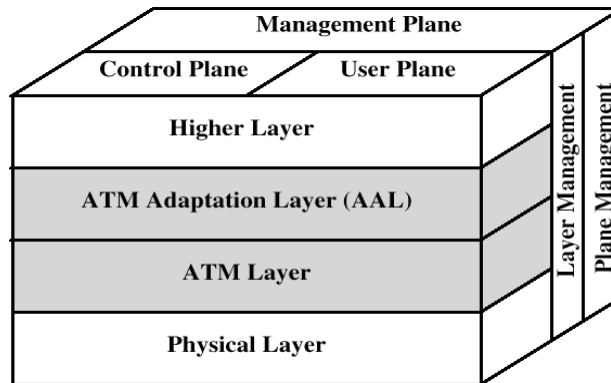 Management Plane
Control Plane
User Plane
Higher Layer
ATM Adaptation Layer (AAL)
ATM Layer
Physical Layer
Layer Management
Plane Management